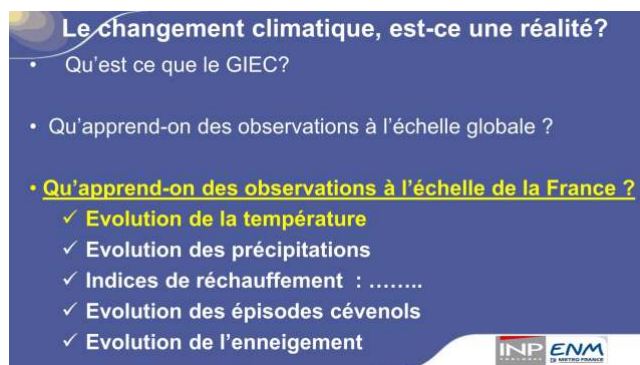 Le changement climatique, est-ce une réalité?
• Qu’est ce que le GIEC?
• Qu’apprend-on des observations à l’échelle globale ?
• Qu’apprend-on des observations à l’échelle de la France ?
✓ Evolution de la température
✓ Evolution des précipitations
✓ Indices de réchauffement : ……..
✓ Evolution des épisodes cévenols
✓ Evolution de l’enneigement
INP ENM
METEO FRANCE